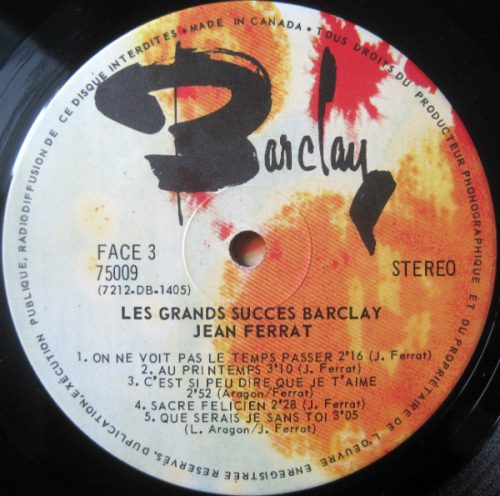 Barclay
FACE 3
75009
(7212-DB-1405)
STEREO
LES GRANDS SUCCES BARCLAY
JEAN FERRAT
1. ON NE VOIT PAS LE TEMPS PASSER 2"16 (J. Ferrat)
2. AU PRINTEMPS 3"10 (J. Ferrat)
3. C'EST SI PEU DIRE QUE JE T'AIME
2"52 (Aragon/Ferrat)
4. SACRE FELICIEN 2"28 (J. Ferrat)
5. QUE SERAIS JE SANS TOI 3"05
(L. Aragon/J. Ferrat)
MADE IN CANADA • TOUS DROITS DU PRODUCTEUR PHONOGRAPHIQUE ET DU PROPRIETAIRE DE L'OEUVRE ENREGISTREE RESERVÉS, DUPLICATION, EXÉCUTION PUBLIQUE, RADIODIFFUSION DE CE DISQUE INTERDITES •